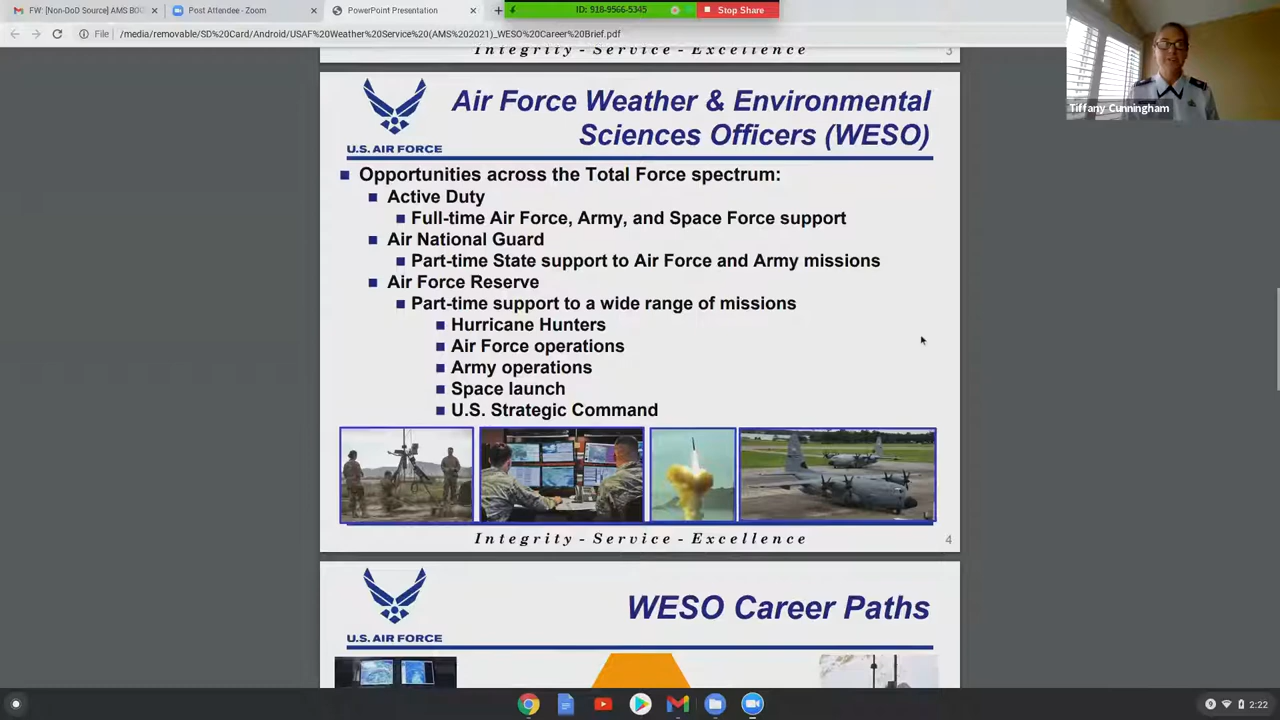 FW: [Non-DoD Source] AMS BOO
Post Attendee - Zoom
PowerPoint Presentation
ID: 918-9566-5345
Stop Share
File
/media/removable/SD%20Card/Android/USAF%20Weather%20Service%20(AMS%202021)_WESO%20Career%20Brief.pdf
Integrity - Service - Excellence
3
Tiffany Cunningham
U.S. AIR FORCE
Air Force Weather & Environmental
Sciences Officers (WESO)
Opportunities across the Total Force spectrum:
Active Duty
Full-time Air Force, Army, and Space Force support
Air National Guard
Part-time State support to Air Force and Army missions
Air Force Reserve
Part-time support to a wide range of missions
Hurricane Hunters
Air Force operations
Army operations
Space launch
U.S. Strategic Command
Integrity - Service - Excellence
4
U.S. AIR FORCE
WESO Career Paths
2:22